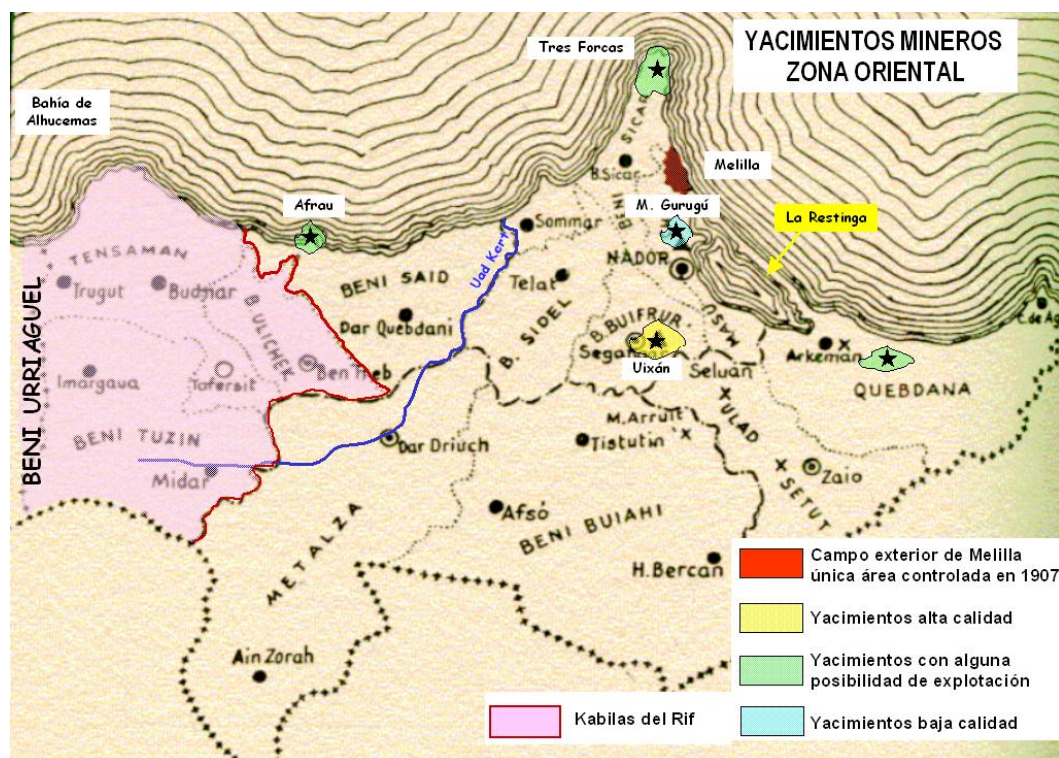 YACIMIENTOS MINEROS
ZONA ORIENTAL
Tres Forcas
Bahía de
Alhucemas
SICAR
B. Sicar
Melilla
BENI
Afrau
M. Gurugú
La Restinga
Sommar
Uad Kert
NADOR
TENSAMAN
Trugut
Budnar
BENI SAID
Telat
Dar Quebdani
B. ULICHEK
B. SIDEL
B. BUIFRUR
MASU
Segan
Uixán
Seluán
Arkeman
C. de Ag
QUEBDANA
BENI URRIAGUEL
Imargaua
Tafersit
Ben Tieb
BENI TUZIN
Midar
Dar Driuch
M. Arruit
Tistutin
ULAD
SETUT
Zaio
METALZA
Afsó
BENI BUIAHI
H. Bercan
Ain Zorah
Campo exterior de Melilla
única área controlada en 1907
Yacimientos alta calidad
Yacimientos con alguna
posibilidad de explotación
Kabilas del Rif
Yacimientos baja calidad